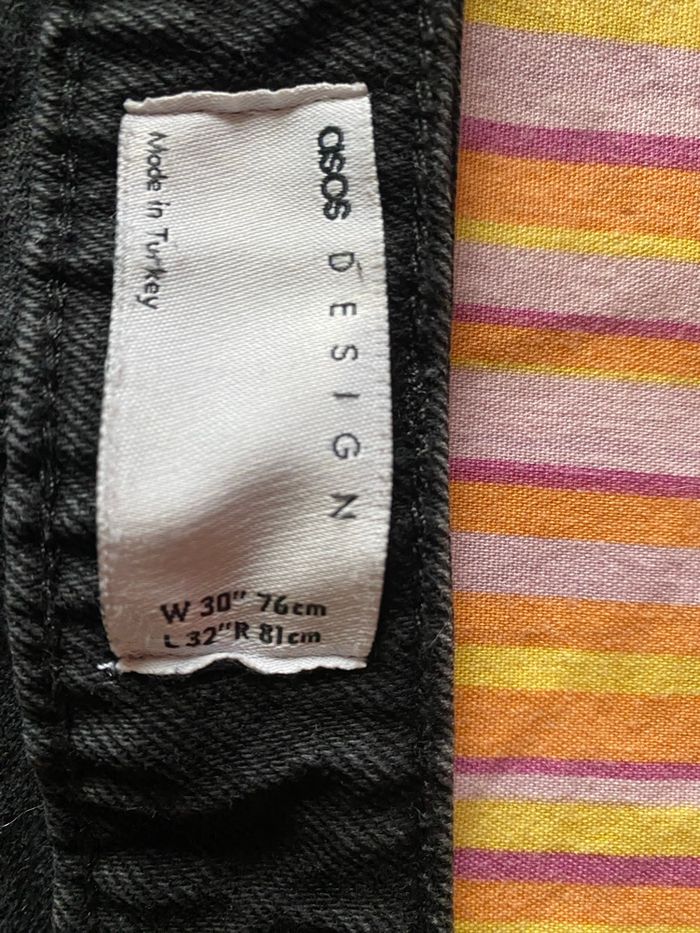 asos DESIGN
Made in Turkey
W 30" 76cm
L 32"R 81cm